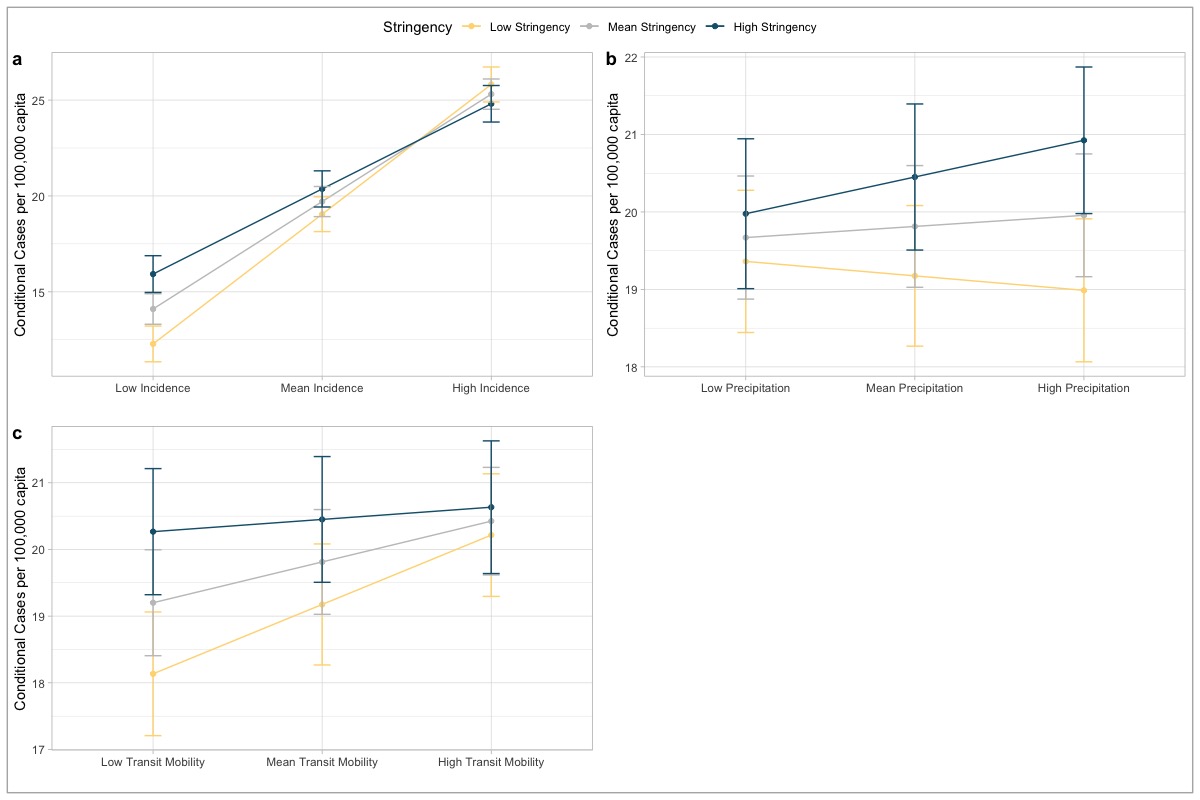 Stringency Low Stringency Mean Stringency High Stringency
a
Conditional Cases per 100,000 capita
25
20
15
Low Incidence Mean Incidence High Incidence
b
Conditional Cases per 100,000 capita
22
21
20
19
18
Low Precipitation Mean Precipitation High Precipitation
c
Conditional Cases per 100,000 capita
21
20
19
18
17
Low Transit Mobility Mean Transit Mobility High Transit Mobility